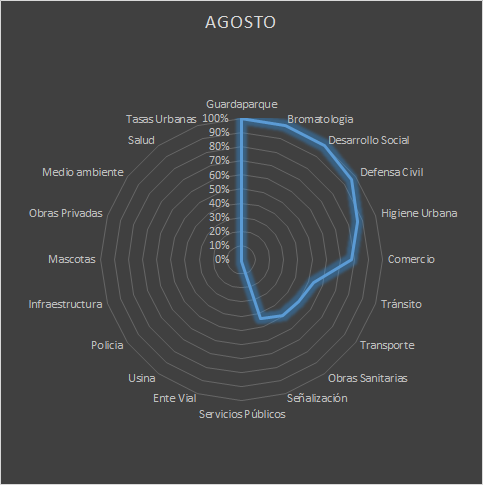 AGOSTO
Guardaparque
Tasas Urbanas
100%
Bromatologia
Salud
90%
Desarrollo Social
80%
Medio ambiente
70%
Defensa Civil
60%
50%
Obras Privadas
40%
Higiene Urbana
30%
20%
10%
Mascotas
0%
Comercio
Infraestructura
Tránsito
Policia
Transporte
Usina
Obras Sanitarias
Ente Vial
Señalización
Servicios Públicos